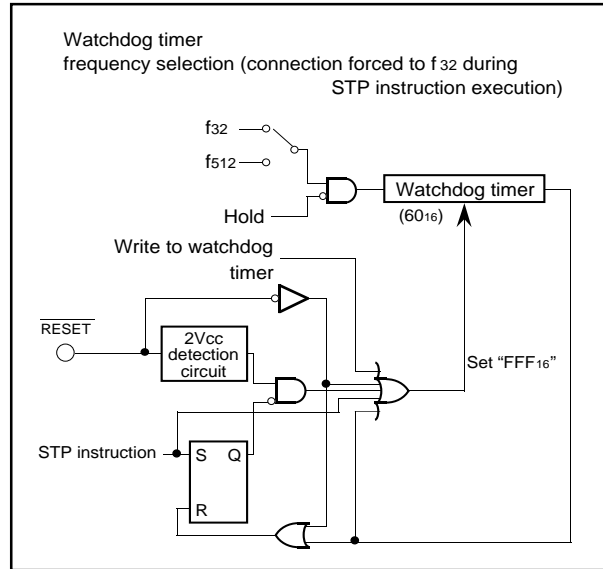 Watchdog timer
frequency selection (connection forced to f32 during
STP instruction execution)
f32
f512
Hold
Watchdog timer
(6016)
Write to watchdog
timer
RESET
2Vcc
detection
circuit
Set “FFF16”
STP instruction
S Q
R